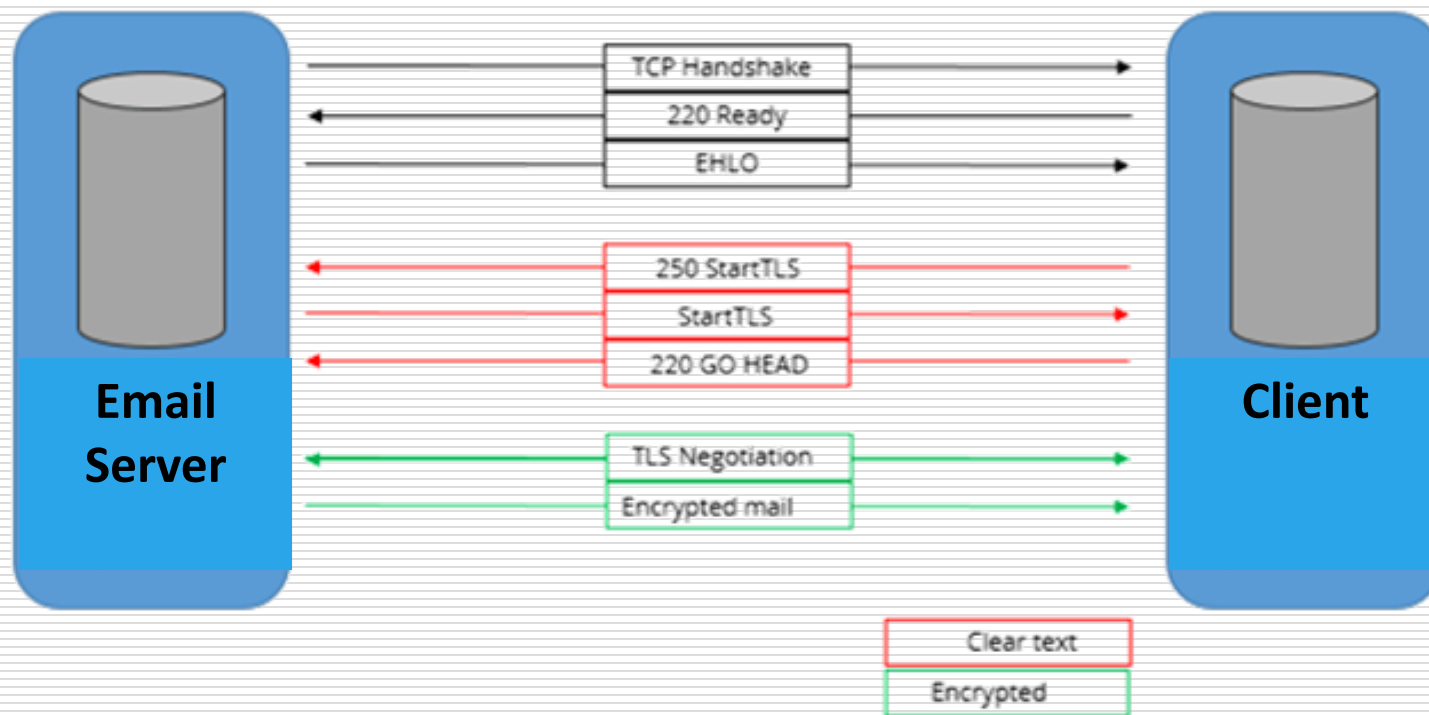 TCP Handshake
220 Ready
EHLO
250 StartTLS
StartTLS
220 GO HEAD
Email
Server
Client
TLS Negotiation
Encrypted mail
Clear text
Encrypted